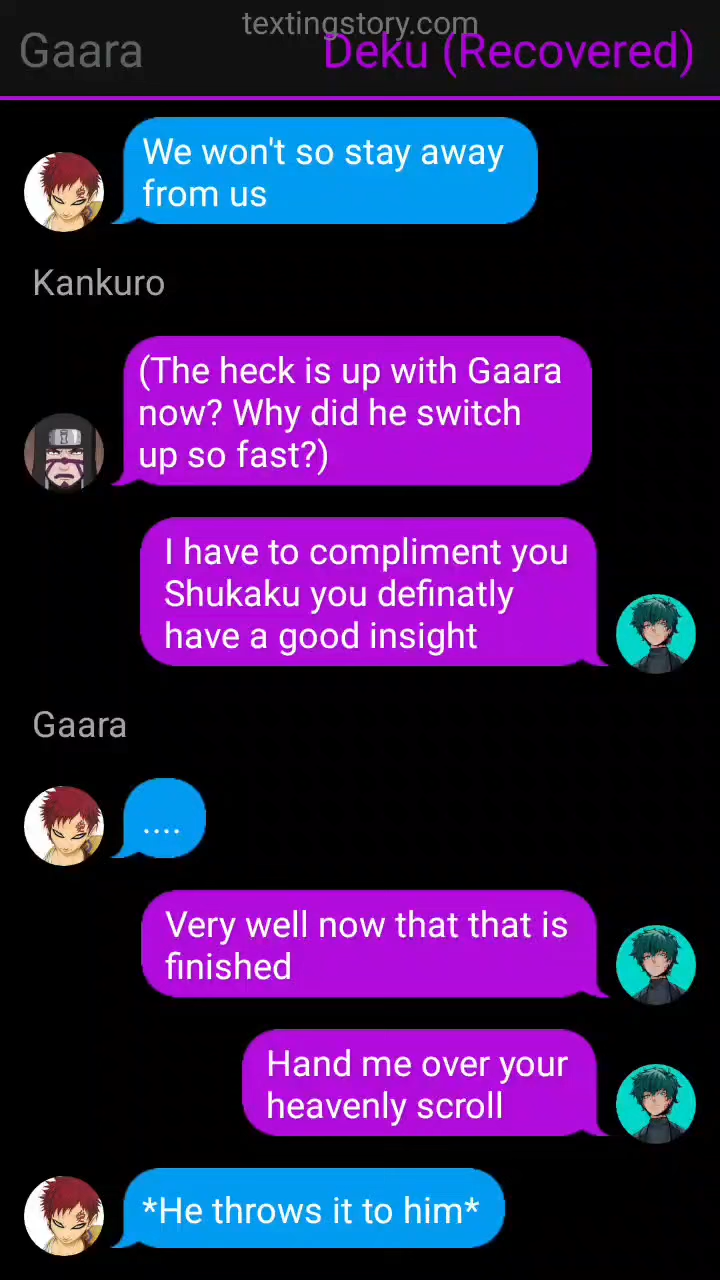 textingstory.com
Gaara
Deku (Recovered)
We won't so stay away
from us
Kankuro
(The heck is up with Gaara
now? Why did he switch
up so fast?)
I have to compliment you
Shukaku you definatly
have a good insight
Gaara
....
Very well now that that is
finished
Hand me over your
heavenly scroll
*He throws it to him*